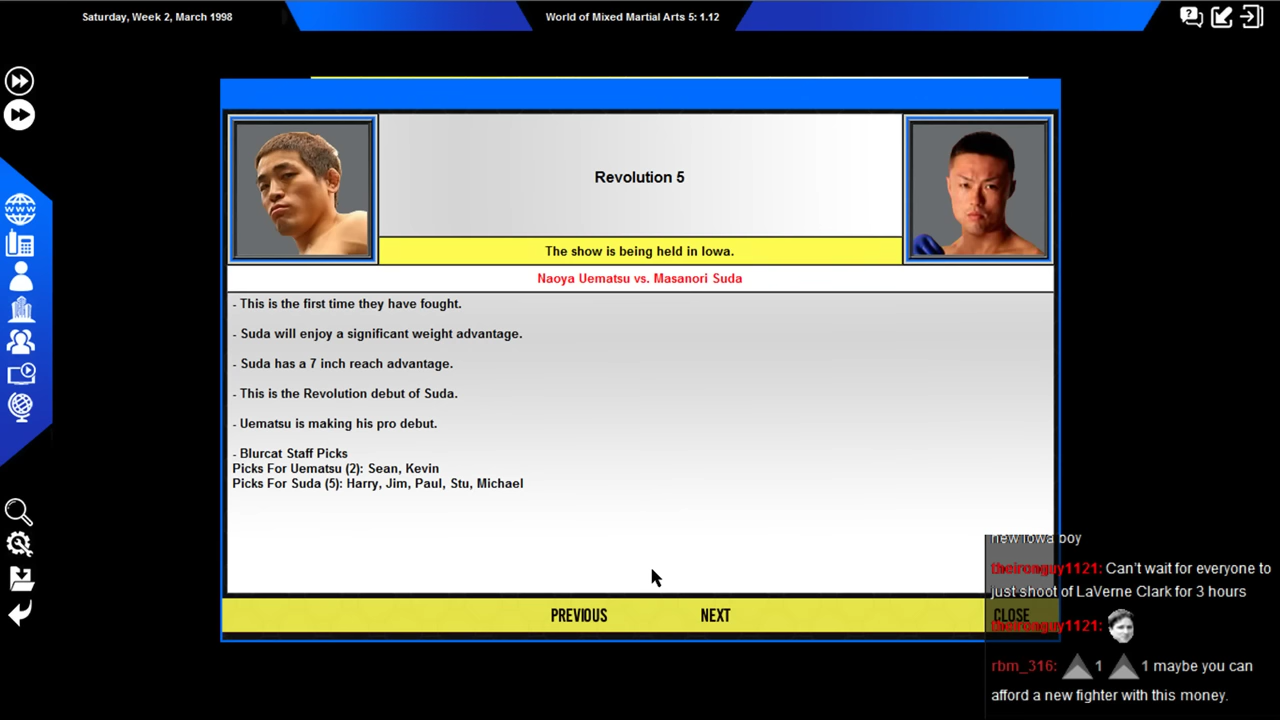 Saturday, Week 2, March 1998
World of Mixed Martial Arts 5: 1.12
Revolution 5
The show is being held in Iowa.
Naoya Uematsu vs. Masanori Suda
- This is the first time they have fought.
- Suda will enjoy a significant weight advantage.
- Suda has a 7 inch reach advantage.
- This is the Revolution debut of Suda.
- Uematsu is making his pro debut.
- Blurcat Staff Picks
Picks For Uematsu (2): Sean, Kevin
Picks For Suda (5): Harry, Jim, Paul, Stu, Michael
PREVIOUS
NEXT
CLOSE
new Iowa boy
theironguy1121: Can't wait for everyone to
just shoot of LaVerne Clark for 3 hours
theironguy1121:
rbm_316: 1 1 maybe you can
afford a new fighter with this money.
WWW